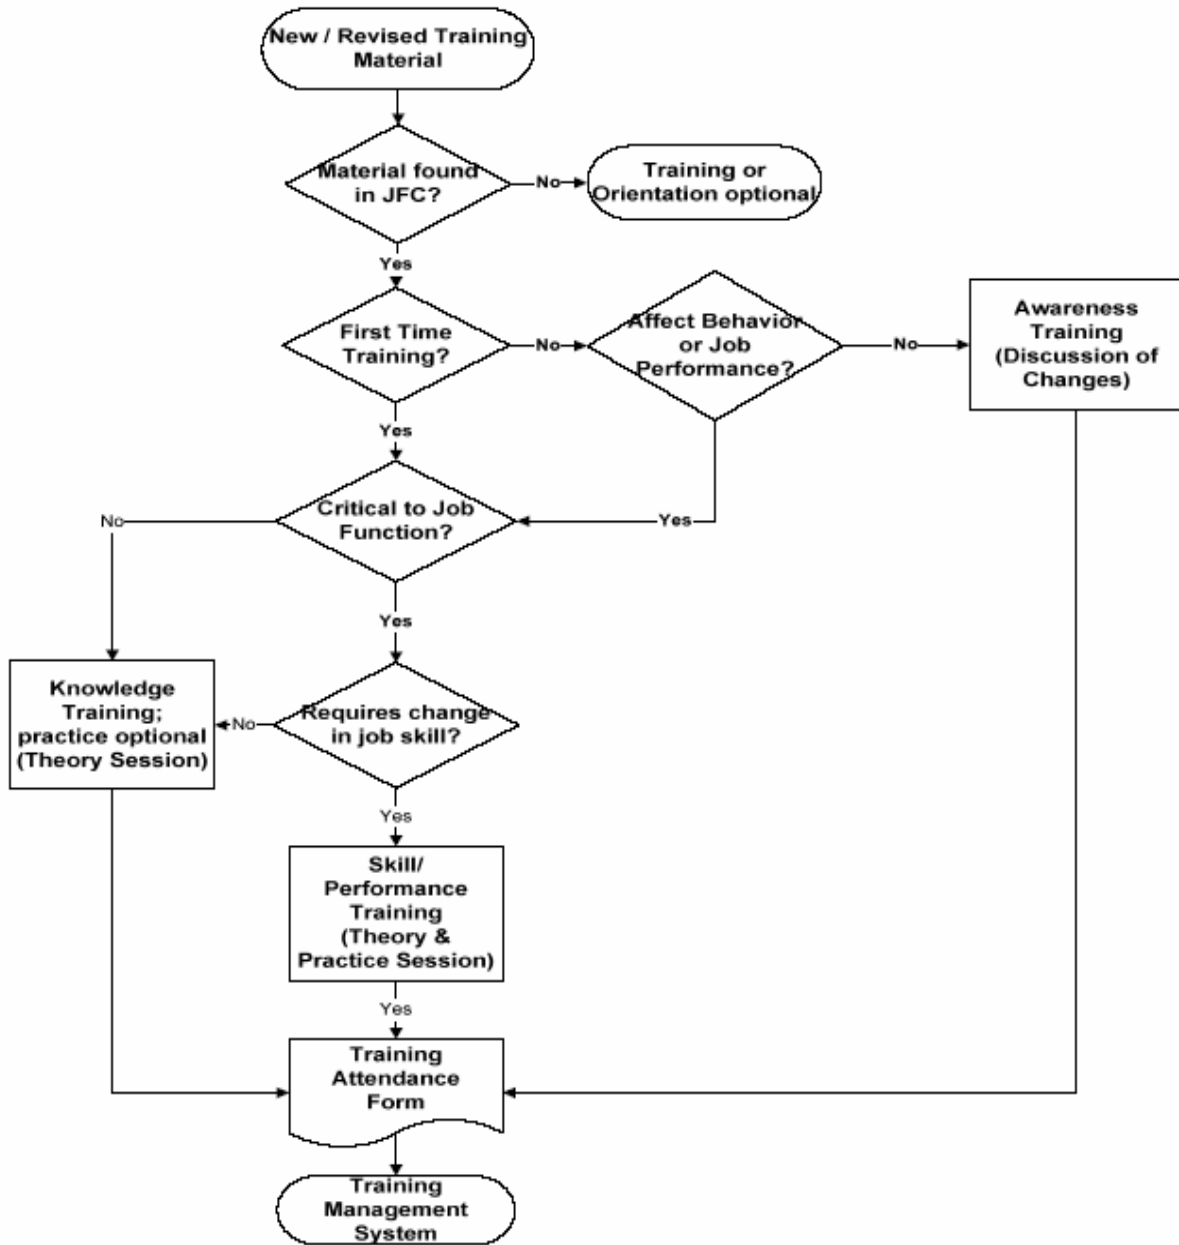 New / Revised Training
Material
Material found
in JFC?
No
Training or
Orientation optional
Yes
First Time
Training?
No
Affect Behavior
or Job
Performance?
No
Awareness
Training
(Discussion of
Changes)
Yes
Critical to Job
Function?
No
Yes
Yes
Knowledge
Training;
practice optional
(Theory Session)
No
Requires change
in job skill?
Yes
Skill/
Performance
Training
(Theory &
Practice Session)
Yes
Training
Attendance
Form
Training
Management
System